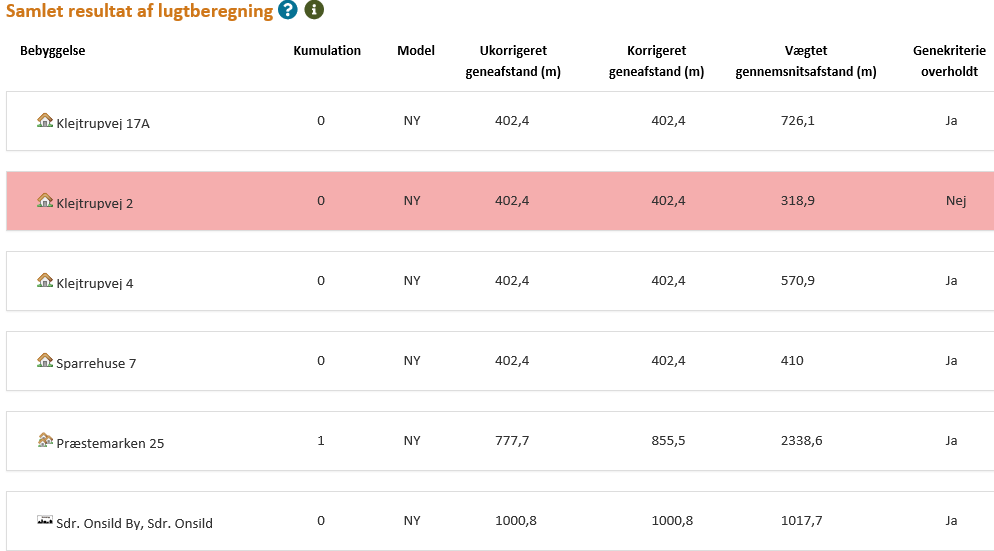 Samlet resultat af lugtberegning ? i
Bebyggelse Kumulation Model Ukorrigeret geneafstand (m) Korrigeret geneafstand (m) Vægtet gennemsnitsafstand (m) Genekriterie overholdt
Klejtrupvej 17A 0 NY 402,4 402,4 726,1 Ja
Klejtrupvej 2 0 NY 402,4 402,4 318,9 Nej
Klejtrupvej 4 0 NY 402,4 402,4 570,9 Ja
Sparrehuse 7 0 NY 402,4 402,4 410 Ja
Præstemarken 25 1 NY 777,7 855,5 2338,6 Ja
Sdr. Onsild By, Sdr. Onsild 0 NY 1000,8 1000,8 1017,7 Ja